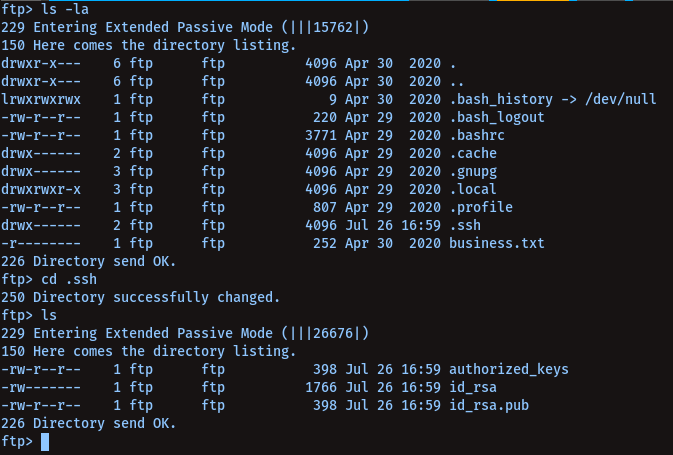 ftp> ls -la
229 Entering Extended Passive Mode (|||15762|)
150 Here comes the directory listing.
drwxr-x---    6 ftp      ftp          4096 Apr 30  2020 .
drwxr-x---    6 ftp      ftp          4096 Apr 30  2020 ..
lrwxrwxrwx    1 ftp      ftp             9 Apr 30  2020 .bash_history -> /dev/null
-rw-r--r--    1 ftp      ftp           220 Apr 29  2020 .bash_logout
-rw-r--r--    1 ftp      ftp          3771 Apr 29  2020 .bashrc
drwx------    2 ftp      ftp          4096 Apr 29  2020 .cache
drwx------    3 ftp      ftp          4096 Apr 29  2020 .gnupg
drwxrwxr-x    3 ftp      ftp          4096 Apr 29  2020 .local
-rw-r--r--    1 ftp      ftp           807 Apr 29  2020 .profile
drwx------    2 ftp      ftp          4096 Jul 26 16:59 .ssh
-r--------    1 ftp      ftp           252 Apr 30  2020 business.txt
226 Directory send OK.
ftp> cd .ssh
250 Directory successfully changed.
ftp> ls
229 Entering Extended Passive Mode (|||26676|)
150 Here comes the directory listing.
-rw-r--r--    1 ftp      ftp           398 Jul 26 16:59 authorized_keys
-rw-------    1 ftp      ftp          1766 Jul 26 16:59 id_rsa
-rw-r--r--    1 ftp      ftp           398 Jul 26 16:59 id_rsa.pub
226 Directory send OK.
ftp>